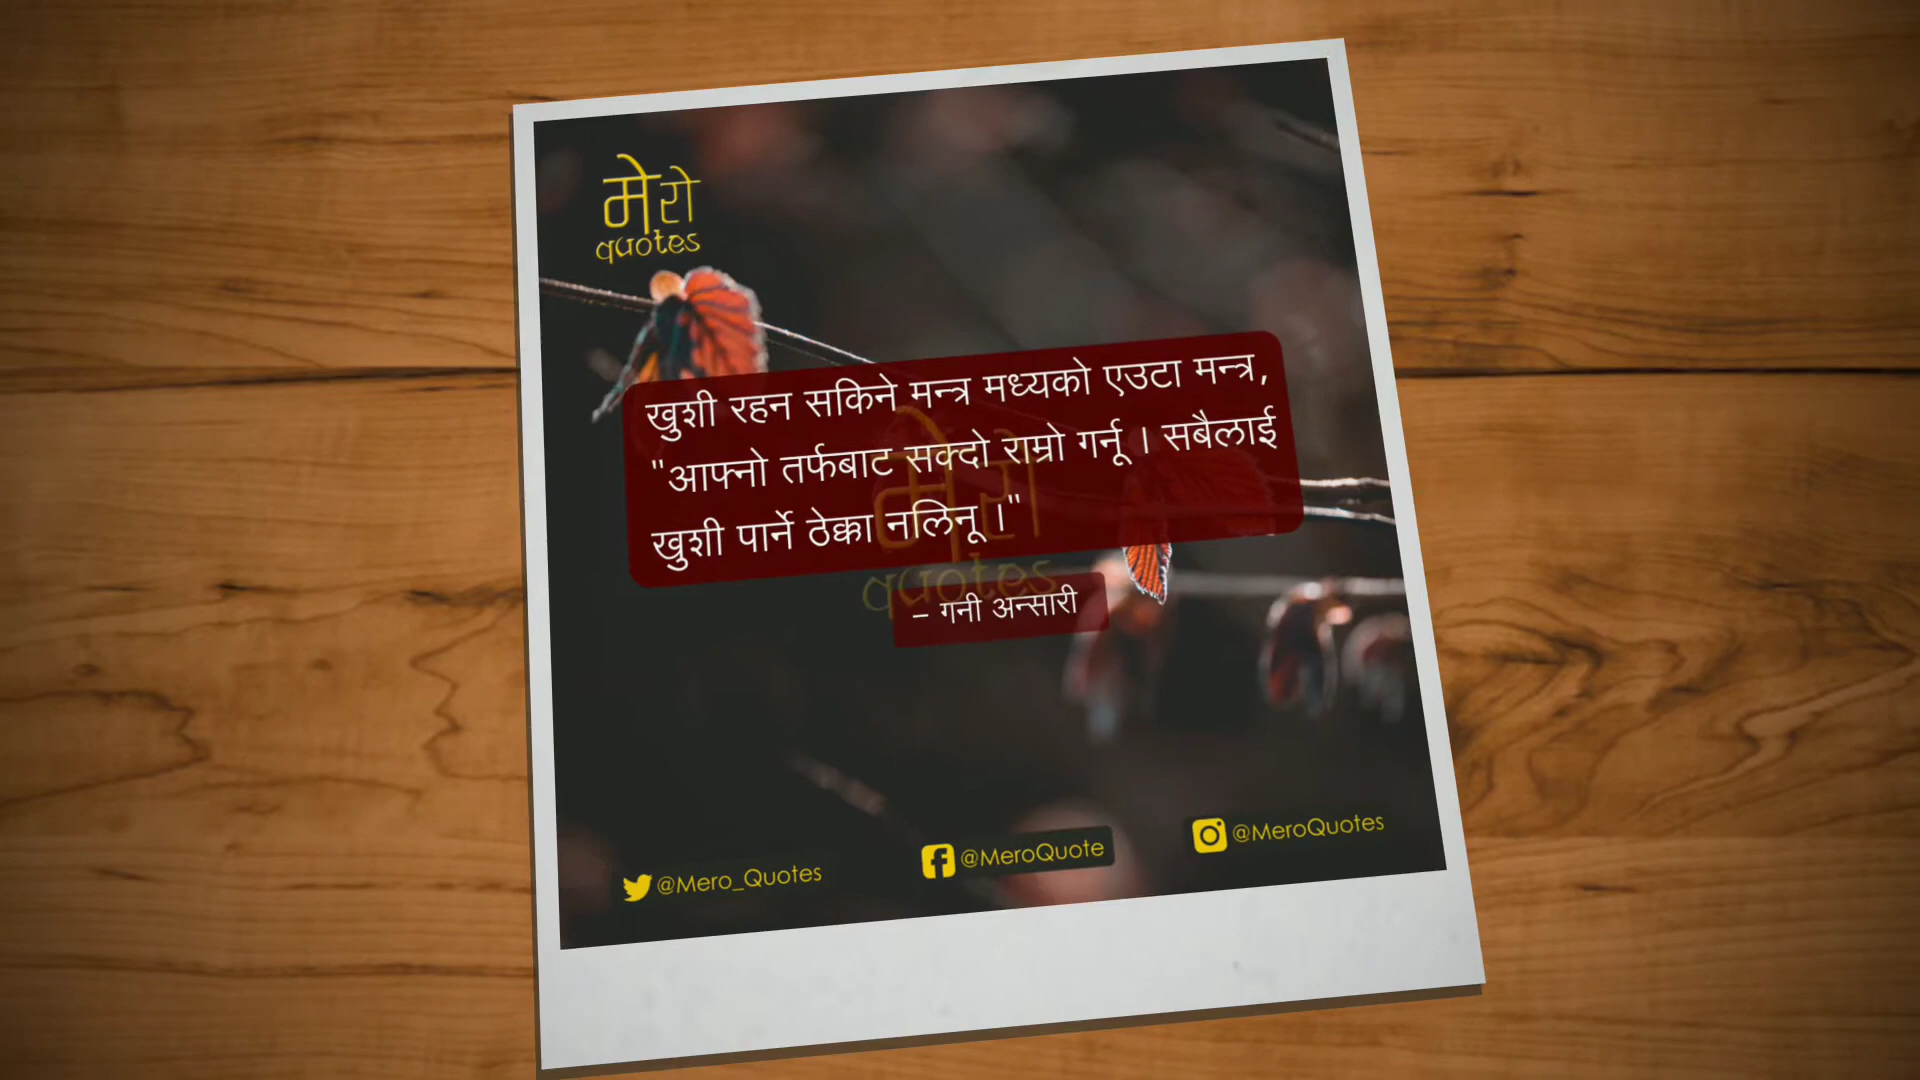 मेरो
quotes
खुशी रहन सकिने मन्त्र मध्यको एउटा मन्त्र,
"आफ्नो तर्फबाट सक्दो राम्रो गर्नू । सबैलाई
खुशी पार्ने ठेक्का नलिनू ।"
मेरो
quotes
– गनी अन्सारी
@Mero_Quotes
@MeroQuote
@MeroQuotes